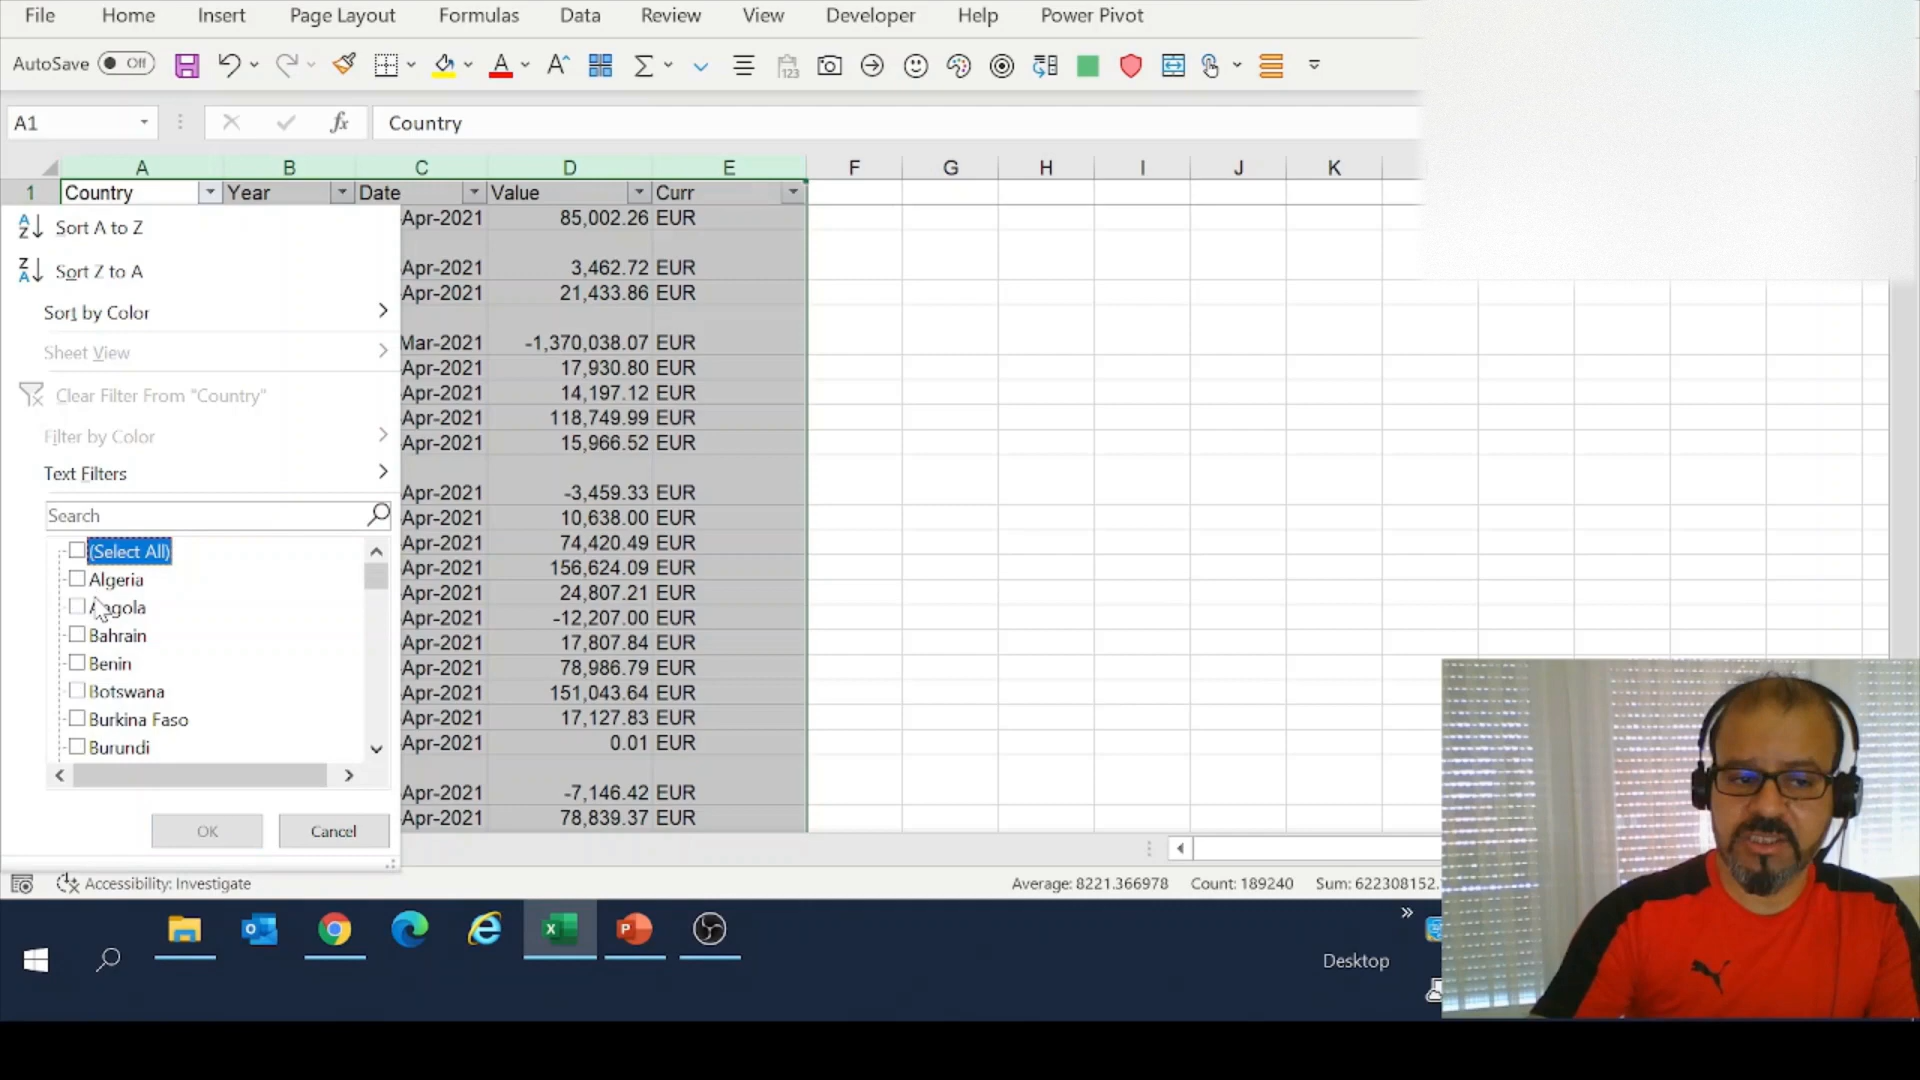 File Home Insert Page Layout Formulas Data Review View Developer Help Power Pivot
AutoSave Off
A1 fx Country
A B C D E F G H I J K
1 Country Year Date Value Curr
Sort A to Z
Sort Z to A
Sort by Color
Sheet View
Clear Filter From "Country"
Filter by Color
Text Filters
Search
(Select All)
Algeria
Bahrain
Benin
Botswana
Burkina Faso
Burundi
OK Cancel
-Apr-2021 85,002.26 EUR
-Apr-2021 3,462.72 EUR
-Apr-2021 21,433.86 EUR
Mar-2021 -1,370,038.07 EUR
-Apr-2021 17,930.80 EUR
-Apr-2021 14,197.12 EUR
-Apr-2021 118,749.99 EUR
-Apr-2021 15,966.52 EUR
-Apr-2021 -3,459.33 EUR
-Apr-2021 10,638.00 EUR
-Apr-2021 74,420.49 EUR
-Apr-2021 156,624.09 EUR
-Apr-2021 24,807.21 EUR
-Apr-2021 -12,207.00 EUR
-Apr-2021 17,807.84 EUR
-Apr-2021 78,986.79 EUR
-Apr-2021 151,043.64 EUR
-Apr-2021 17,127.83 EUR
-Apr-2021 0.01 EUR
-Apr-2021 -7,146.42 EUR
-Apr-2021 78,839.37 EUR
Accessibility: Investigate Average: 8221.366978 Count: 189240 Sum: 622308152.
Desktop